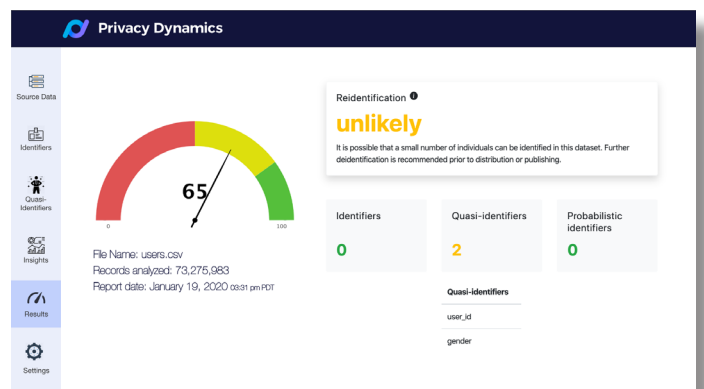 Privacy Dynamics
Source Data
Identifiers
Quasi-
Identifiers
Insights
Results
Settings
65
0
100
File Name: users.csv
Records analyzed: 73,275,983
Report date: January 19, 2020 03:31 pm PDT
Reidentification
unlikely
It is possible that a small number of individuals can be identified in this dataset. Further
deidentification is recommended prior to distribution or publishing.
Identifiers
0
Quasi-identifiers
2
Probabilistic
identifiers
0
Quasi-identifiers
user_id
gender